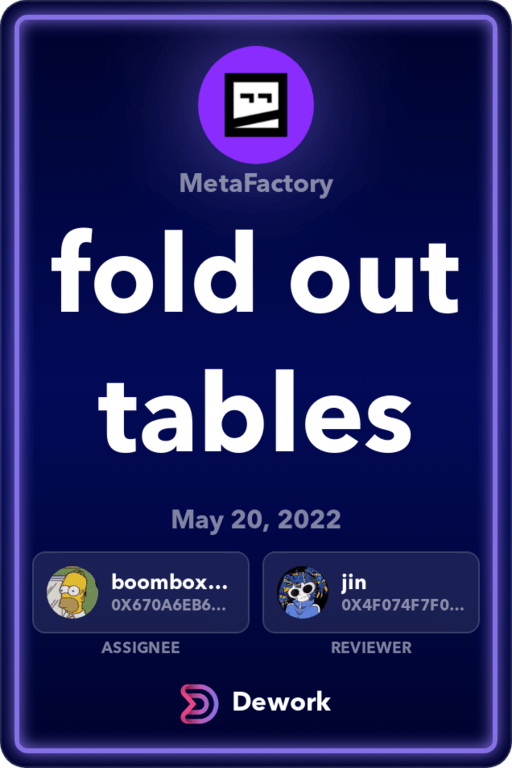 MetaFactory
fold out
tables
May 20, 2022
boombox...
0X670A6EB6...
ASSIGNEE
jin
0X4F074F7F0...
REVIEWER
Dework